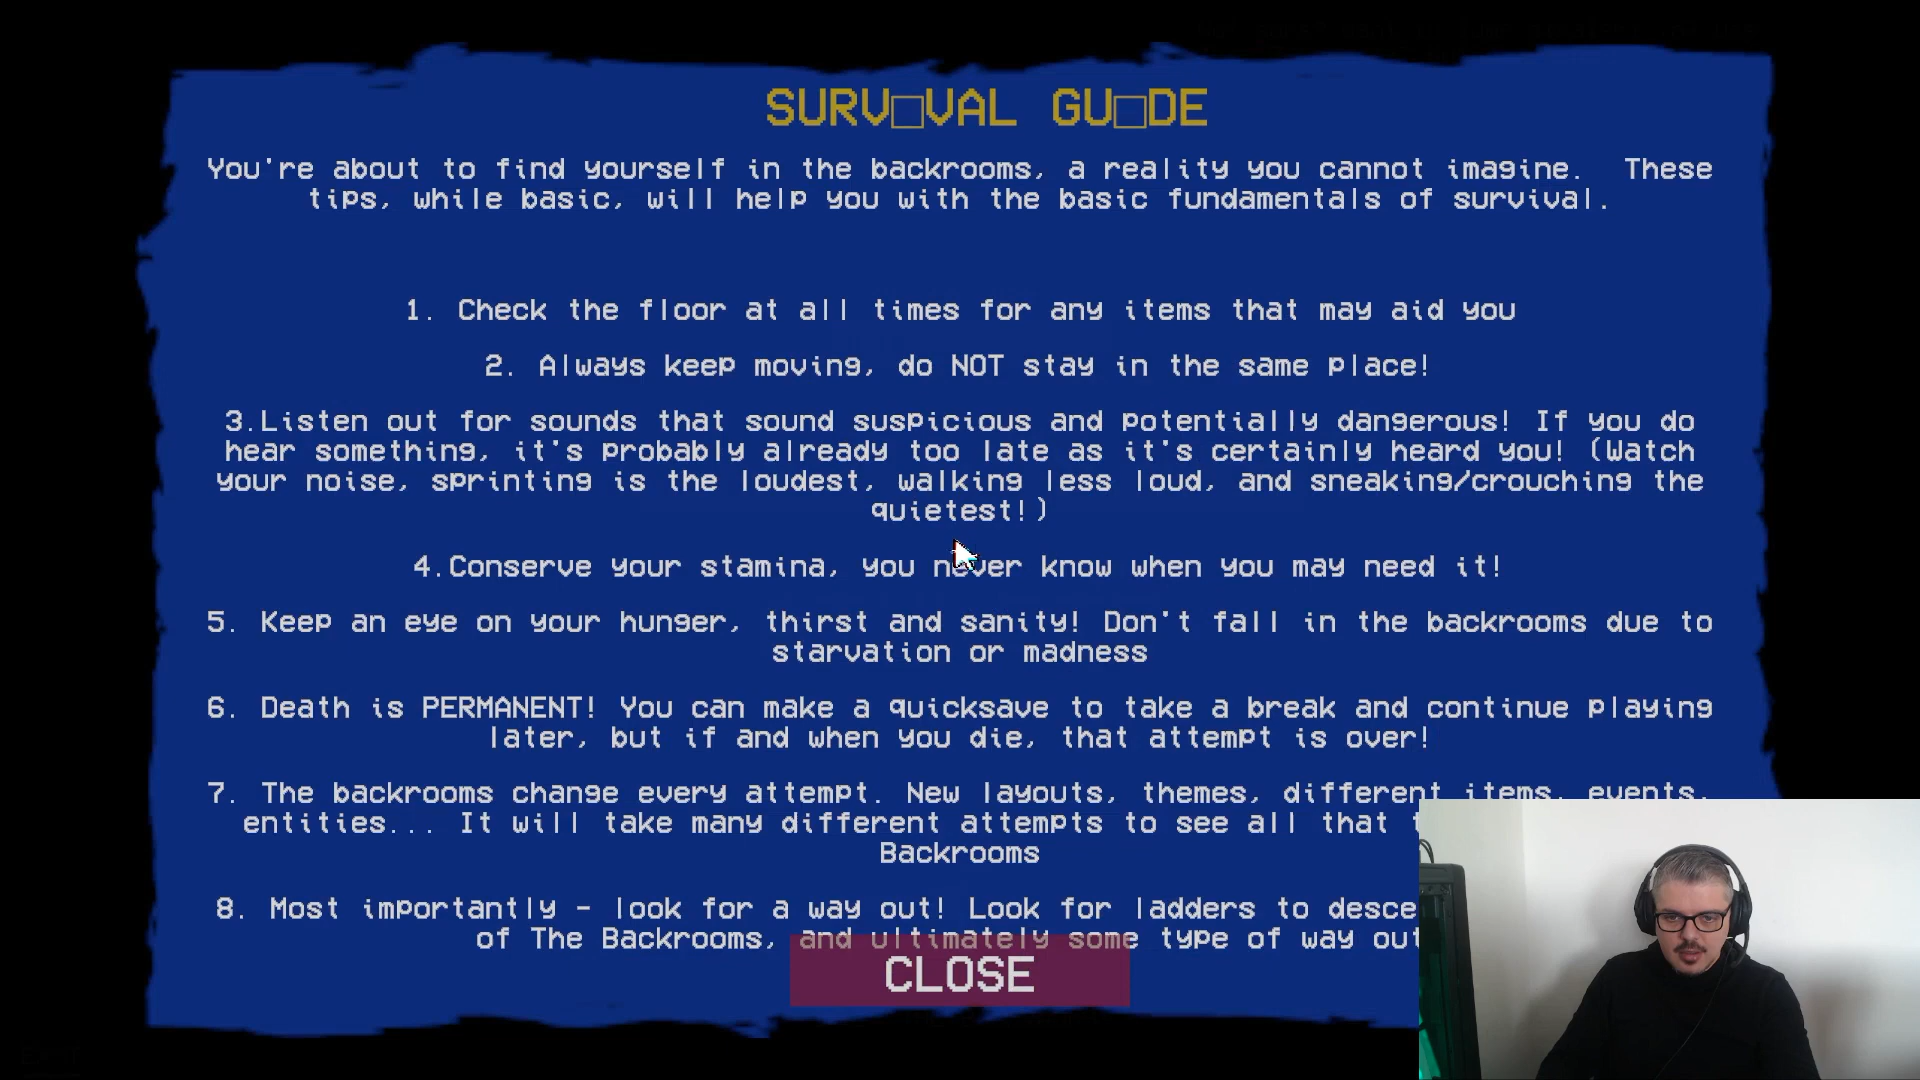 SURV□VAL GU□DE
You're about to find yourself in the backrooms, a reality you cannot imagine.  These
tips, while basic, will help you with the basic fundamentals of survival.
1. Check the floor at all times for any items that may aid you
2. Always keep moving, do NOT stay in the same place!
3.Listen out for sounds that sound suspicious and potentially dangerous! If you do
hear something, it's probably already too late as it's certainly heard you! (Watch
your noise, sprinting is the loudest, walking less loud, and sneaking/crouching the
quietest!)
4.Conserve your stamina, you never know when you may need it!
5. Keep an eye on your hunger, thirst and sanity! Don't fall in the backrooms due to
starvation or madness
6. Death is PERMANENT! You can make a quicksave to take a break and continue playing
later, but if and when you die, that attempt is over!
7. The backrooms change every attempt. New layouts, themes, different items, events,
entities... It will take many different attempts to see all that
Backrooms
8. Most importantly - look for a way out! Look for ladders to
of The Backrooms, and ultimately some type of way out
CLOSE